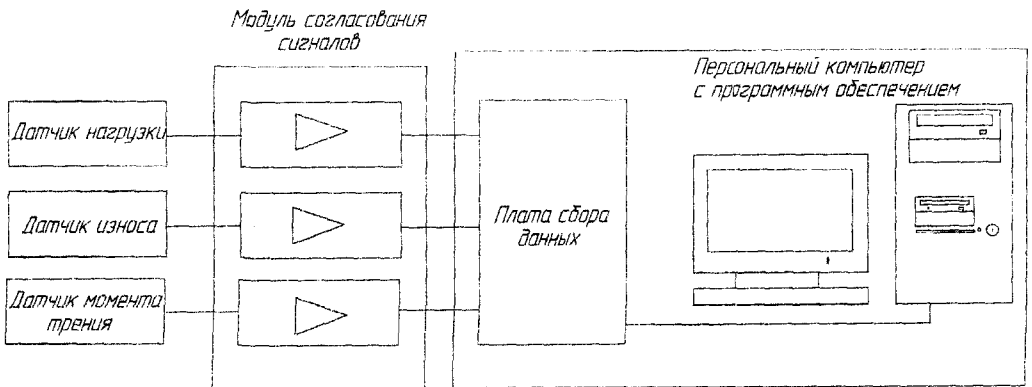 Модуль согласования
сигналов
Персональный компьютер
с программным обеспечением
Датчик нагрузки
Датчик износа
Датчик момента
трения
Плата сбора
данных